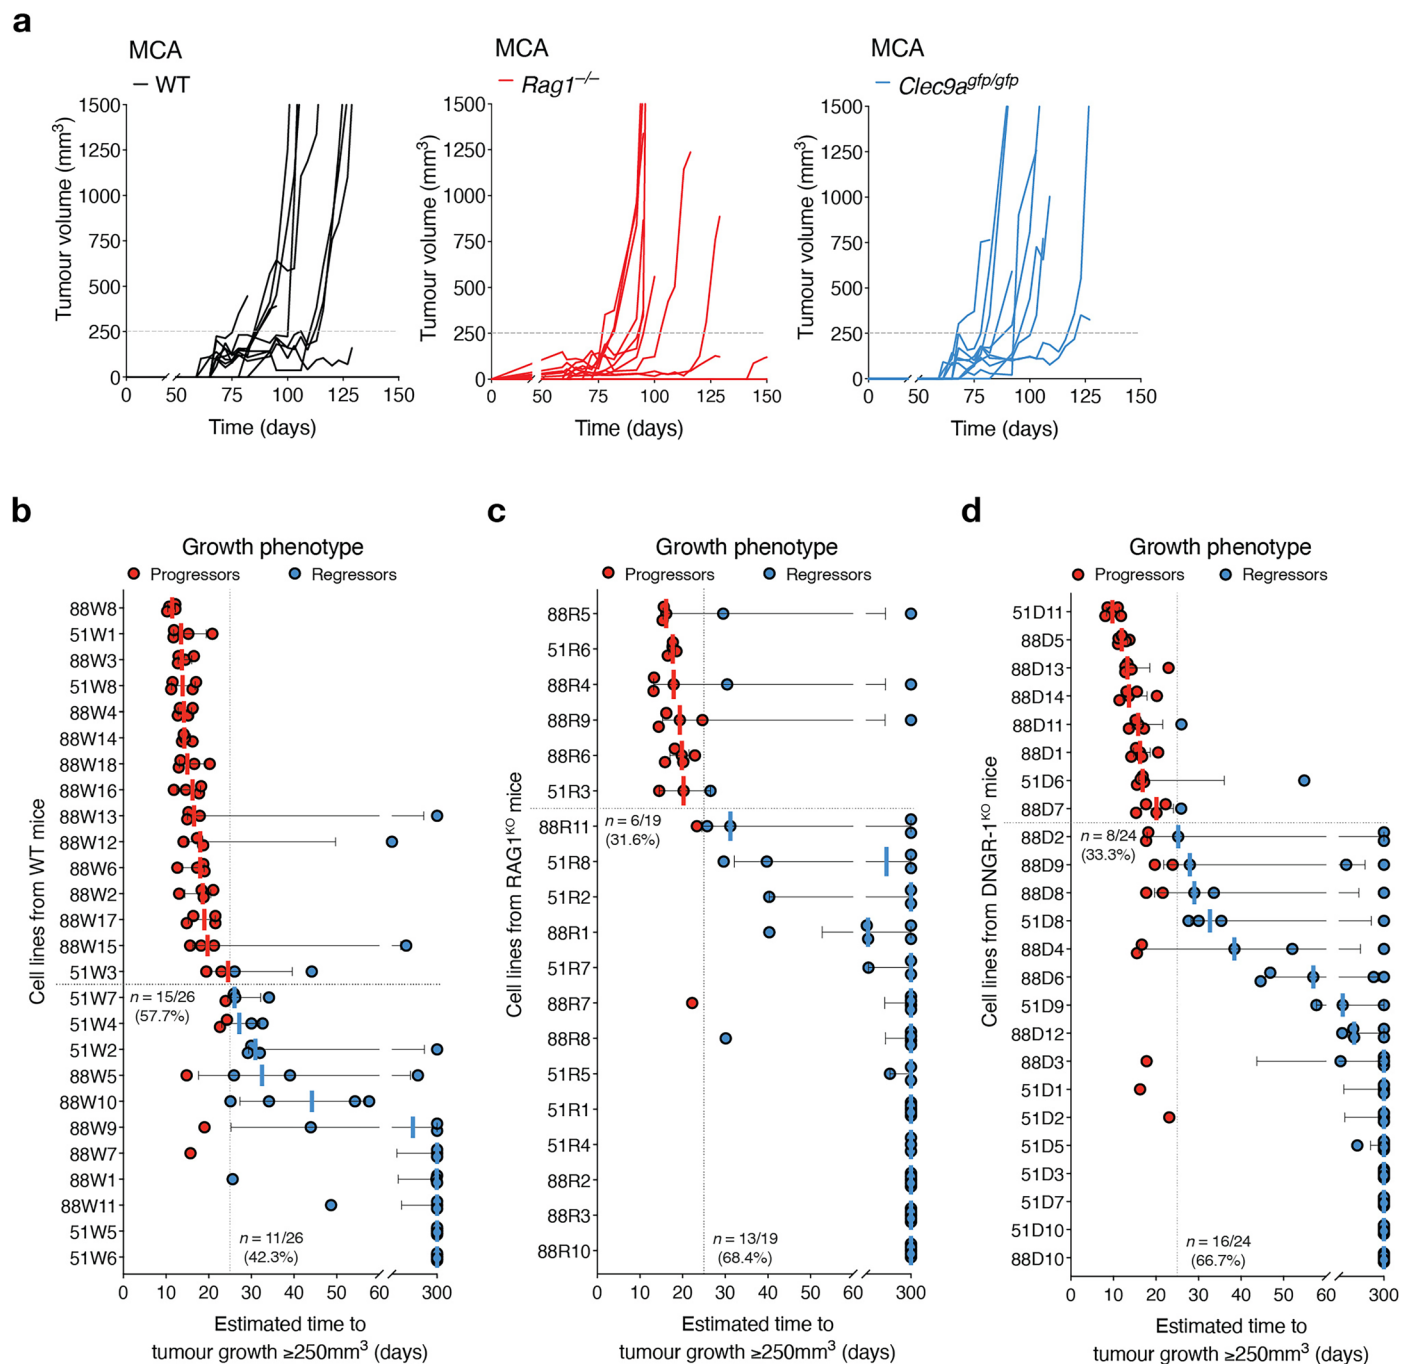 a
MCA
WT
Tumour volume (mm³)
1500
1250
1000
750
500
250
0
0 50 75 100 125 150
Time (days)
MCA
Rag1⁻/⁻
Tumour volume (mm³)
1500
1250
1000
750
500
250
0
0 50 75 100 125 150
Time (days)
MCA
Clec9a^gfp/gfp
Tumour volume (mm³)
1500
1250
1000
750
500
250
0
0 50 75 100 125 150
Time (days)
b
Growth phenotype
Progressors Regressors
Cell lines from WT mice
88W8
51W1
88W3
51W8
88W4
88W14
88W18
88W16
88W13
88W12
88W6
88W2
88W17
88W15
51W3
51W7
51W4
51W2
88W5
88W10
88W9
88W7
88W1
88W11
51W5
51W6
n = 15/26
(57.7%)
n = 11/26
(42.3%)
0 10 20 30 40 50 60 300
Estimated time to
tumour growth ≥250mm³ (days)
c
Growth phenotype
Progressors Regressors
Cell lines from RAG1^KO mice
88R5
51R6
88R4
88R9
88R6
51R3
88R11
51R8
51R2
88R1
51R7
88R7
88R8
51R5
51R1
51R4
88R2
88R3
88R10
n = 6/19
(31.6%)
n = 13/19
(68.4%)
0 10 20 30 40 50 60 300
Estimated time to
tumour growth ≥250mm³ (days)
d
Growth phenotype
Progressors Regressors
Cell lines from DNGR-1^KO mice
51D11
88D5
88D13
88D14
88D11
88D1
51D6
88D7
88D2
88D9
88D8
51D8
88D4
88D6
51D9
88D12
88D3
51D1
51D2
51D5
51D3
51D7
51D10
88D10
n = 8/24
(33.3%)
n = 16/24
(66.7%)
0 10 20 30 40 50 60 300
Estimated time to
tumour growth ≥250mm³ (days)